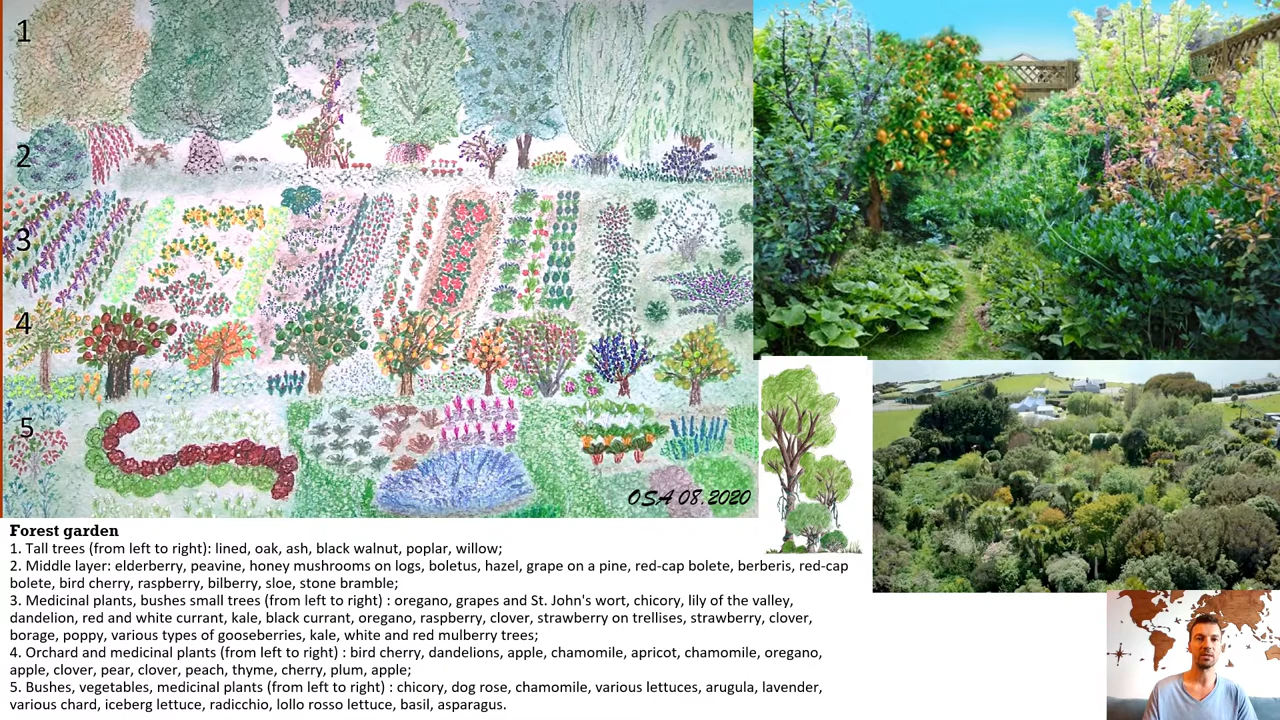 1
2
3
4
5
OSA 08.2020
Forest garden
1. Tall trees (from left to right): lined, oak, ash, black walnut, poplar, willow;
2. Middle layer: elderberry, peavine, honey mushrooms on logs, boletus, hazel, grape on a pine, red-cap bolete, berberis, red-cap
bolete, bird cherry, raspberry, bilberry, sloe, stone bramble;
3. Medicinal plants, bushes small trees (from left to right) : oregano, grapes and St. John's wort, chicory, lily of the valley,
dandelion, red and white currant, kale, black currant, oregano, raspberry, clover, strawberry on trellises, strawberry, clover,
borage, poppy, various types of gooseberries, kale, white and red mulberry trees;
4. Orchard and medicinal plants (from left to right) : bird cherry, dandelions, apple, chamomile, apricot, chamomile, oregano,
apple, clover, pear, clover, peach, thyme, cherry, plum, apple;
5. Bushes, vegetables, medicinal plants (from left to right) : chicory, dog rose, chamomile, various lettuces, arugula, lavender,
various chard, iceberg lettuce, radicchio, lollo rosso lettuce, basil, asparagus.